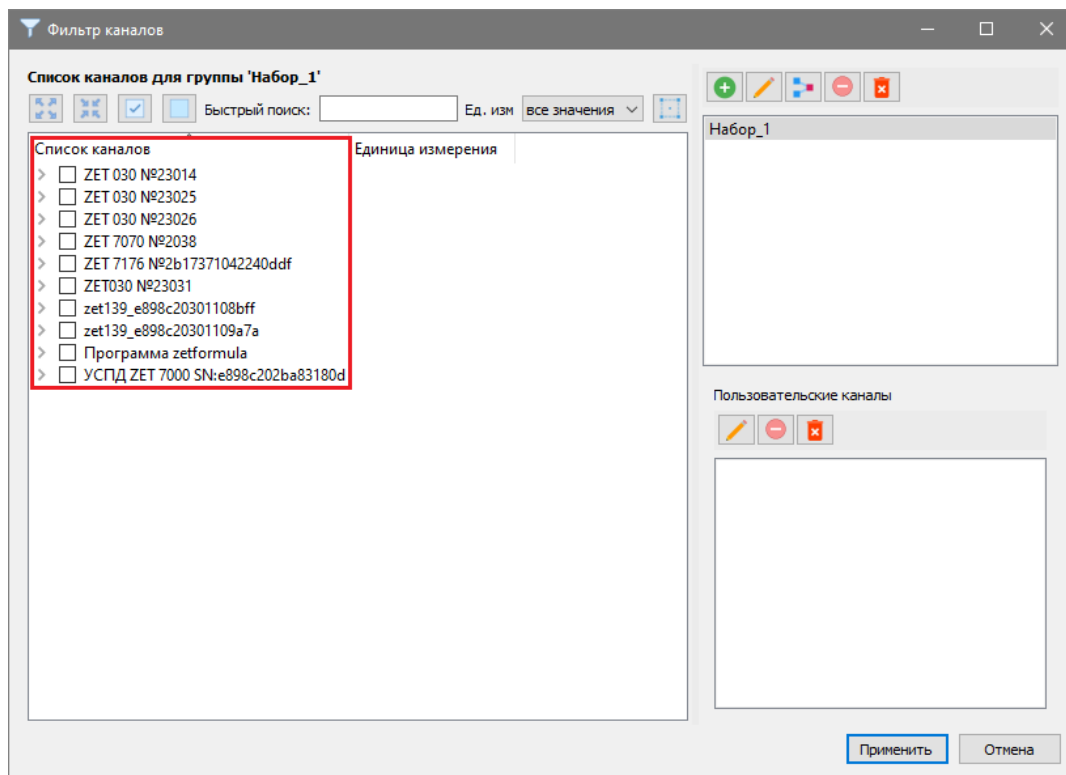 Фильтр каналов
Список каналов для группы 'Набор_1'
Быстрый поиск: Ед. изм все значения
Список каналов Единица измерения
ZET 030 №23014
ZET 030 №23025
ZET 030 №23026
ZET 7070 №2038
ZET 7176 №2b17371042240ddf
ZET030 №23031
zet139_e898c20301108bff
zet139_e898c20301109a7a
Программа zetformula
УСПД ZET 7000 SN:e898c202ba83180d
Набор_1
Пользовательские каналы
Применить Отмена